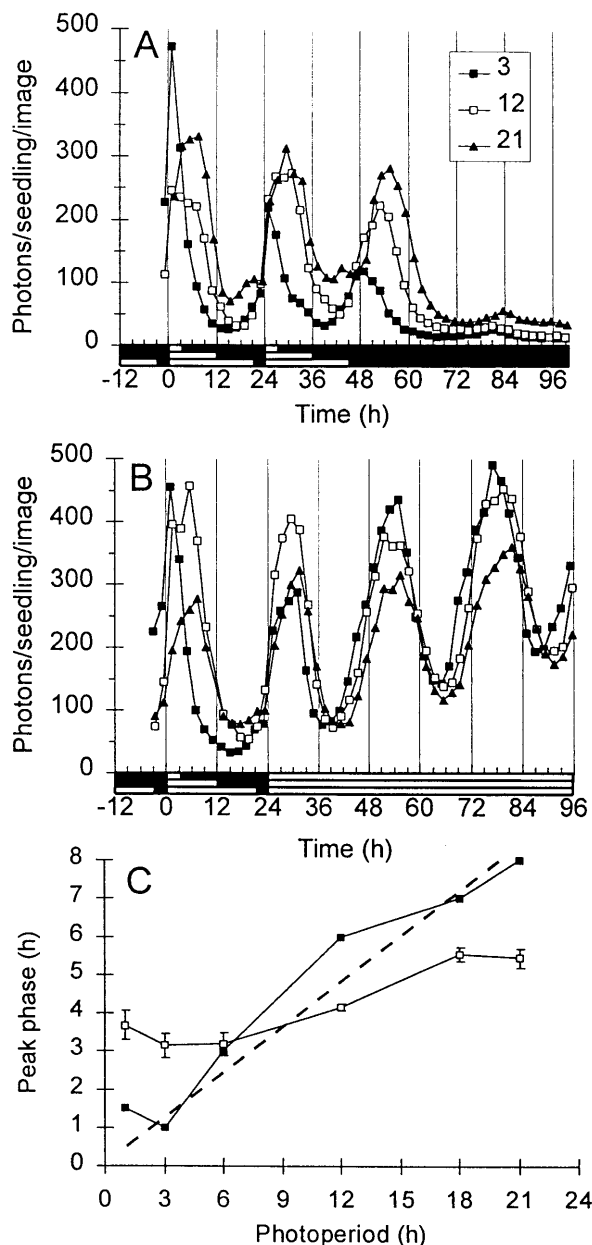 A
500
400
300
200
100
0
Photons/seedling/image
3
12
21
-12 0 12 24 36 48 60 72 84 96
Time (h)
B
500
400
300
200
100
0
Photons/seedling/image
-12 0 12 24 36 48 60 72 84 96
Time (h)
C
8
7
6
5
4
3
2
1
0
Peak phase (h)
0 3 6 9 12 15 18 21 24
Photoperiod (h)